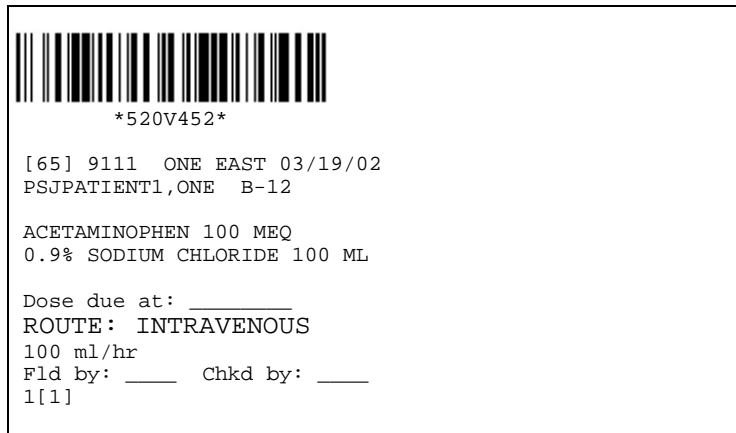 *520V452*
[65] 9111 ONE EAST 03/19/02
PSJPATIENT1,ONE B-12
ACETAMINOPHEN 100 MEQ
0.9% SODIUM CHLORIDE 100 ML
Dose due at: ________
ROUTE: INTRAVENOUS
100 ml/hr
Fld by: ____ Chkd by: ____
1[1]